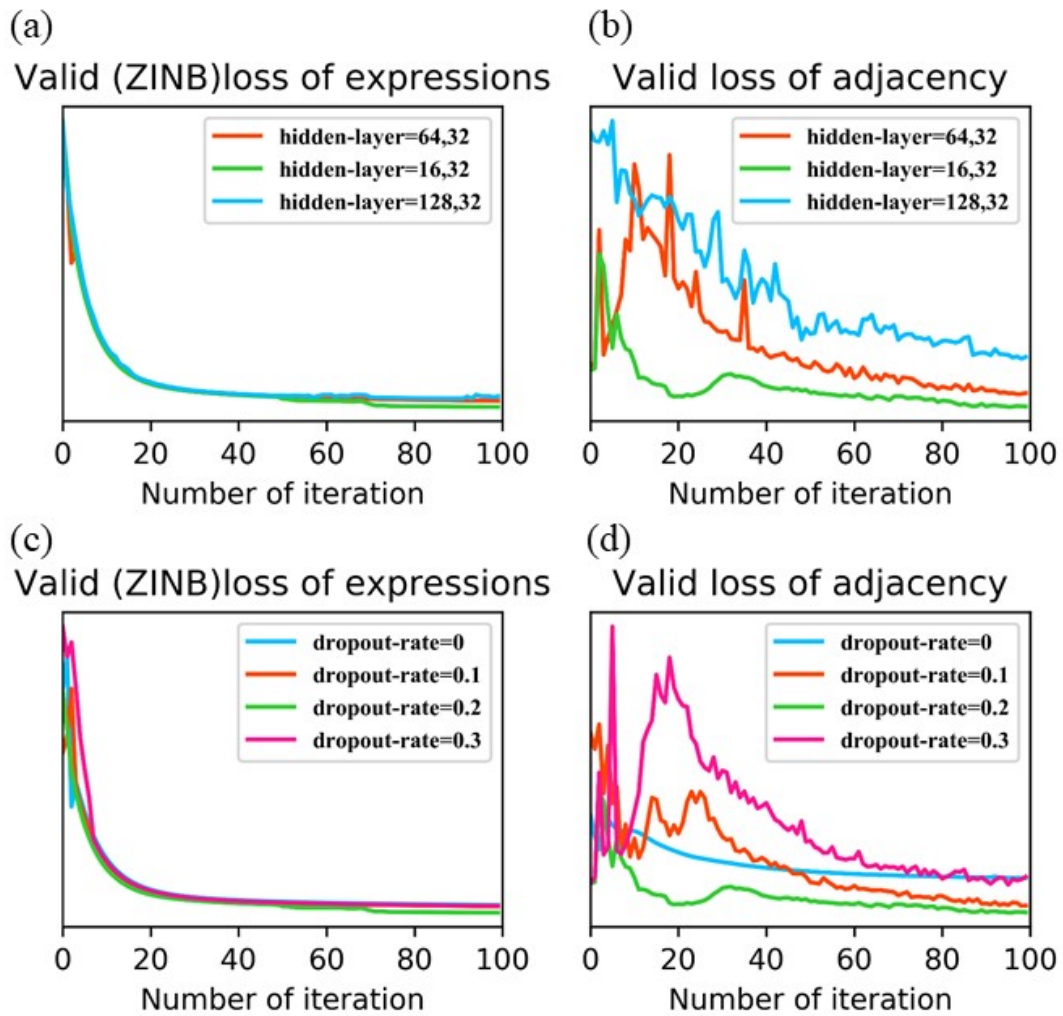 (a)
Valid (ZINB)loss of expressions
hidden-layer=64,32
hidden-layer=16,32
hidden-layer=128,32
0 20 40 60 80 100
Number of iteration
(b)
Valid loss of adjacency
hidden-layer=64,32
hidden-layer=16,32
hidden-layer=128,32
0 20 40 60 80 100
Number of iteration
(c)
Valid (ZINB)loss of expressions
dropout-rate=0
dropout-rate=0.1
dropout-rate=0.2
dropout-rate=0.3
0 20 40 60 80 100
Number of iteration
(d)
Valid loss of adjacency
dropout-rate=0
dropout-rate=0.1
dropout-rate=0.2
dropout-rate=0.3
0 20 40 60 80 100
Number of iteration